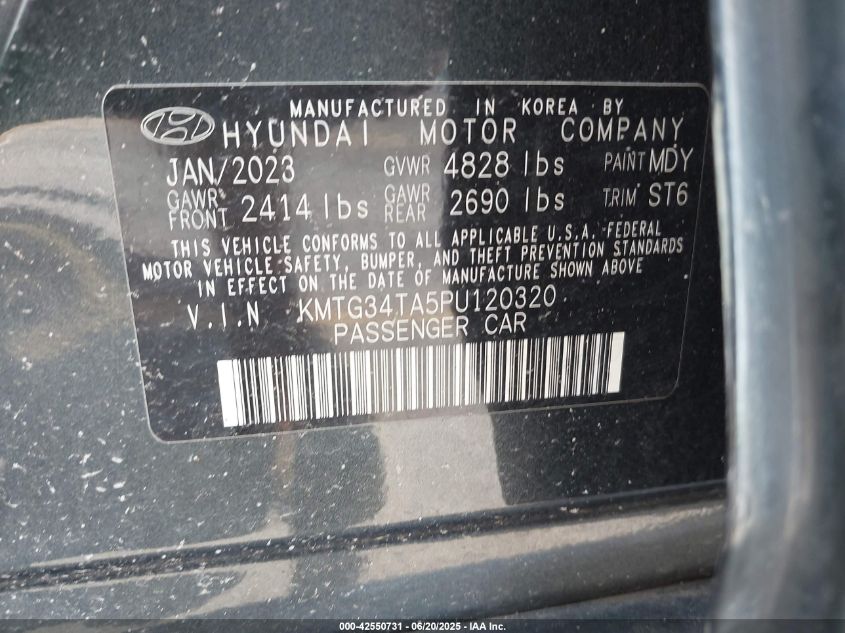 MANUFACTURED IN KOREA BY
HYUNDAI MOTOR COMPANY
JAN/2023 GVWR 4828 lbs PAINT MDY
GAWR FRONT 2414 lbs GAWR REAR 2690 lbs TRIM ST6
THIS VEHICLE CONFORMS TO ALL APPLICABLE U.S.A. FEDERAL
MOTOR VEHICLE SAFETY, BUMPER, AND THEFT PREVENTION STANDARDS
IN EFFECT ON THE DATE OF MANUFACTURE SHOWN ABOVE
V.I.N KMTG34TA5PU120320
PASSENGER CAR
000-42550731 - 06/20/2025 - IAA Inc.